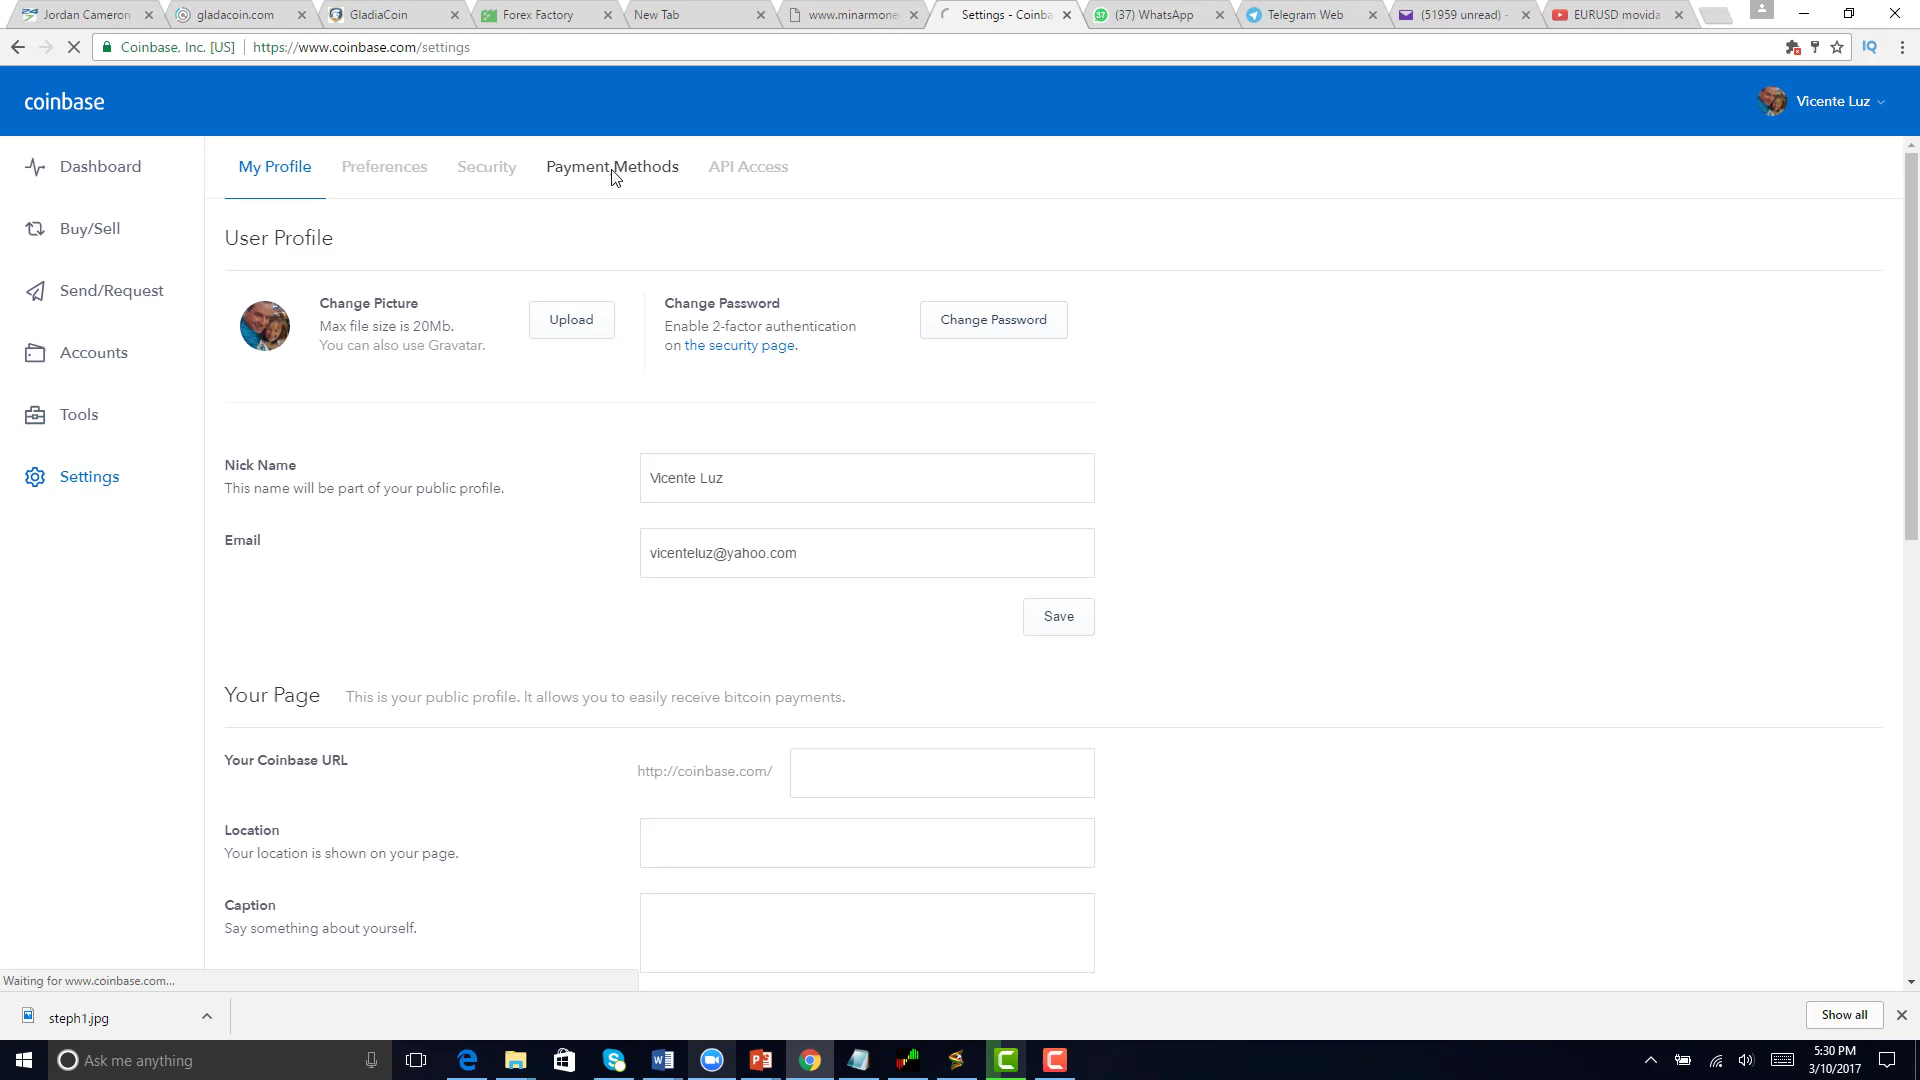 Jordan Cameron
gladacoin.com
GladiaCoin
Forex Factory
New Tab
www.minarmone
Settings - Coinba
(37) WhatsApp
Telegram Web
(51959 unread) -
EURUSD movida
Coinbase, Inc. [US]
https://www.coinbase.com/settings
IQ
coinbase
Vicente Luz
Dashboard
Buy/Sell
Send/Request
Accounts
Tools
Settings
My Profile
Preferences
Security
Payment Methods
API Access
User Profile
Change Picture
Max file size is 20Mb.
You can also use Gravatar.
Upload
Change Password
Enable 2-factor authentication
on the security page.
Change Password
Nick Name
This name will be part of your public profile.
Vicente Luz
Email
vicenteluz@yahoo.com
Save
Your Page
This is your public profile. It allows you to easily receive bitcoin payments.
Your Coinbase URL
http://coinbase.com/
Location
Your location is shown on your page.
Caption
Say something about yourself.
Waiting for www.coinbase.com...
steph1.jpg
Show all
Ask me anything
5:30 PM
3/10/2017